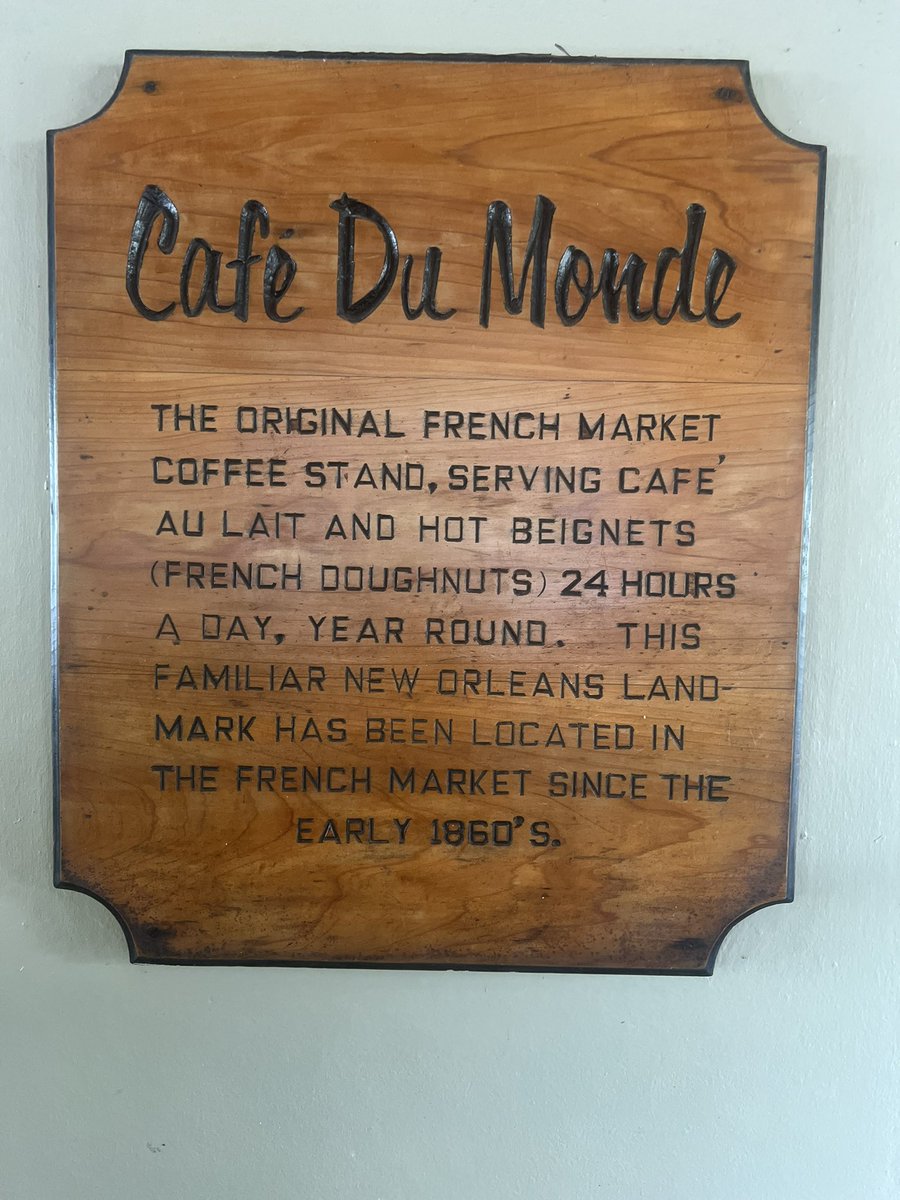 Café Du Monde
THE ORIGINAL FRENCH MARKET
COFFEE STAND, SERVING CAFE'
AU LAIT AND HOT BEIGNETS
(FRENCH DOUGHNUTS) 24 HOURS
A DAY, YEAR ROUND. THIS
FAMILIAR NEW ORLEANS LAND-
MARK HAS BEEN LOCATED IN
THE FRENCH MARKET SINCE THE
EARLY 1860'S.